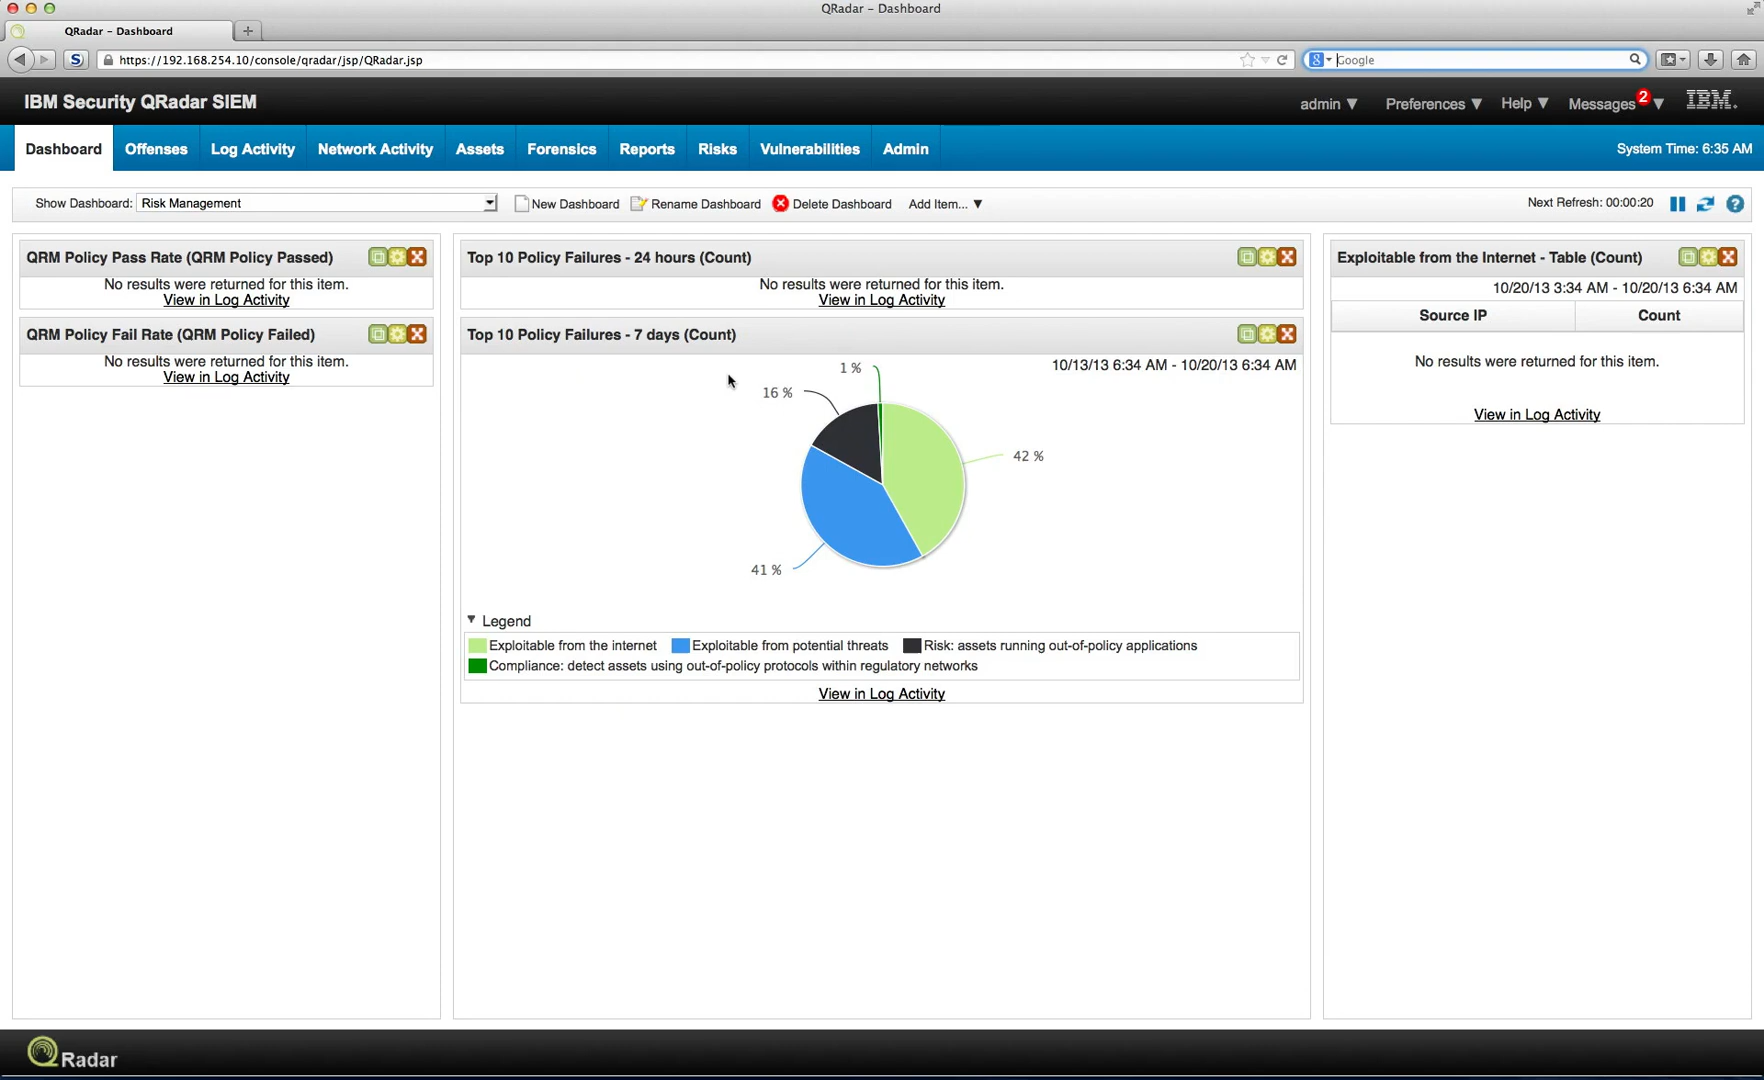 QRadar – Dashboard
QRadar – Dashboard
https://192.168.254.10/console/qradar/jsp/QRadar.jsp
Google
IBM Security QRadar SIEM
admin ▼ Preferences ▼ Help ▼ Messages 2 ▼ IBM.
Dashboard Offenses Log Activity Network Activity Assets Forensics Reports Risks Vulnerabilities Admin
System Time: 6:35 AM
Show Dashboard: Risk Management New Dashboard Rename Dashboard Delete Dashboard Add Item... ▼
Next Refresh: 00:00:20
QRM Policy Pass Rate (QRM Policy Passed)
No results were returned for this item.
View in Log Activity
QRM Policy Fail Rate (QRM Policy Failed)
No results were returned for this item.
View in Log Activity
Top 10 Policy Failures - 24 hours (Count)
No results were returned for this item.
View in Log Activity
Top 10 Policy Failures - 7 days (Count)
10/13/13 6:34 AM - 10/20/13 6:34 AM
1 %
16 %
42 %
41 %
Legend
Exploitable from the internet Exploitable from potential threats Risk: assets running out-of-policy applications
Compliance: detect assets using out-of-policy protocols within regulatory networks
View in Log Activity
Exploitable from the Internet - Table (Count)
10/20/13 3:34 AM - 10/20/13 6:34 AM
Source IP Count
No results were returned for this item.
View in Log Activity
QRadar